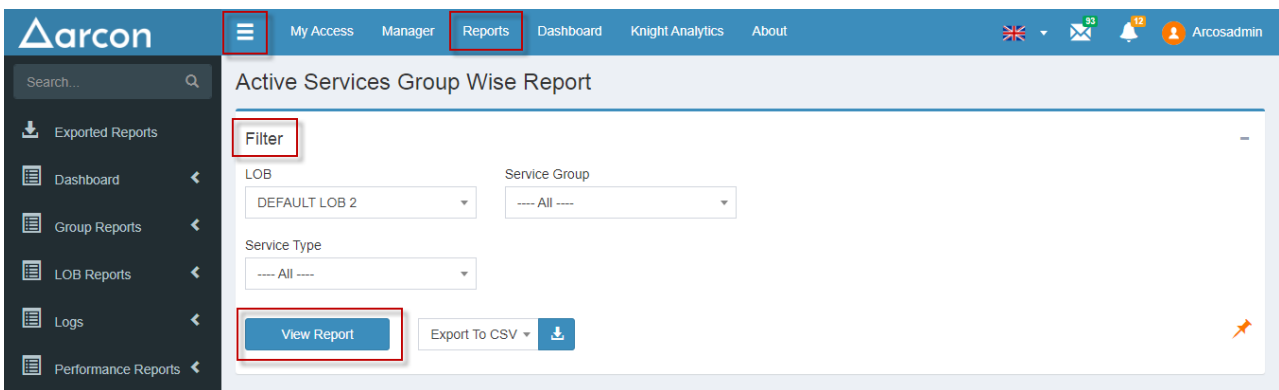 arcon
My Access Manager Reports Dashboard Knight Analytics About 93 12 Arcosadmin
Search...
Active Services Group Wise Report
Exported Reports
Filter
Dashboard
LOB Service Group
DEFAULT LOB 2 ---- All ----
Group Reports
Service Type
LOB Reports
---- All ----
Logs
View Report Export To CSV
Performance Reports